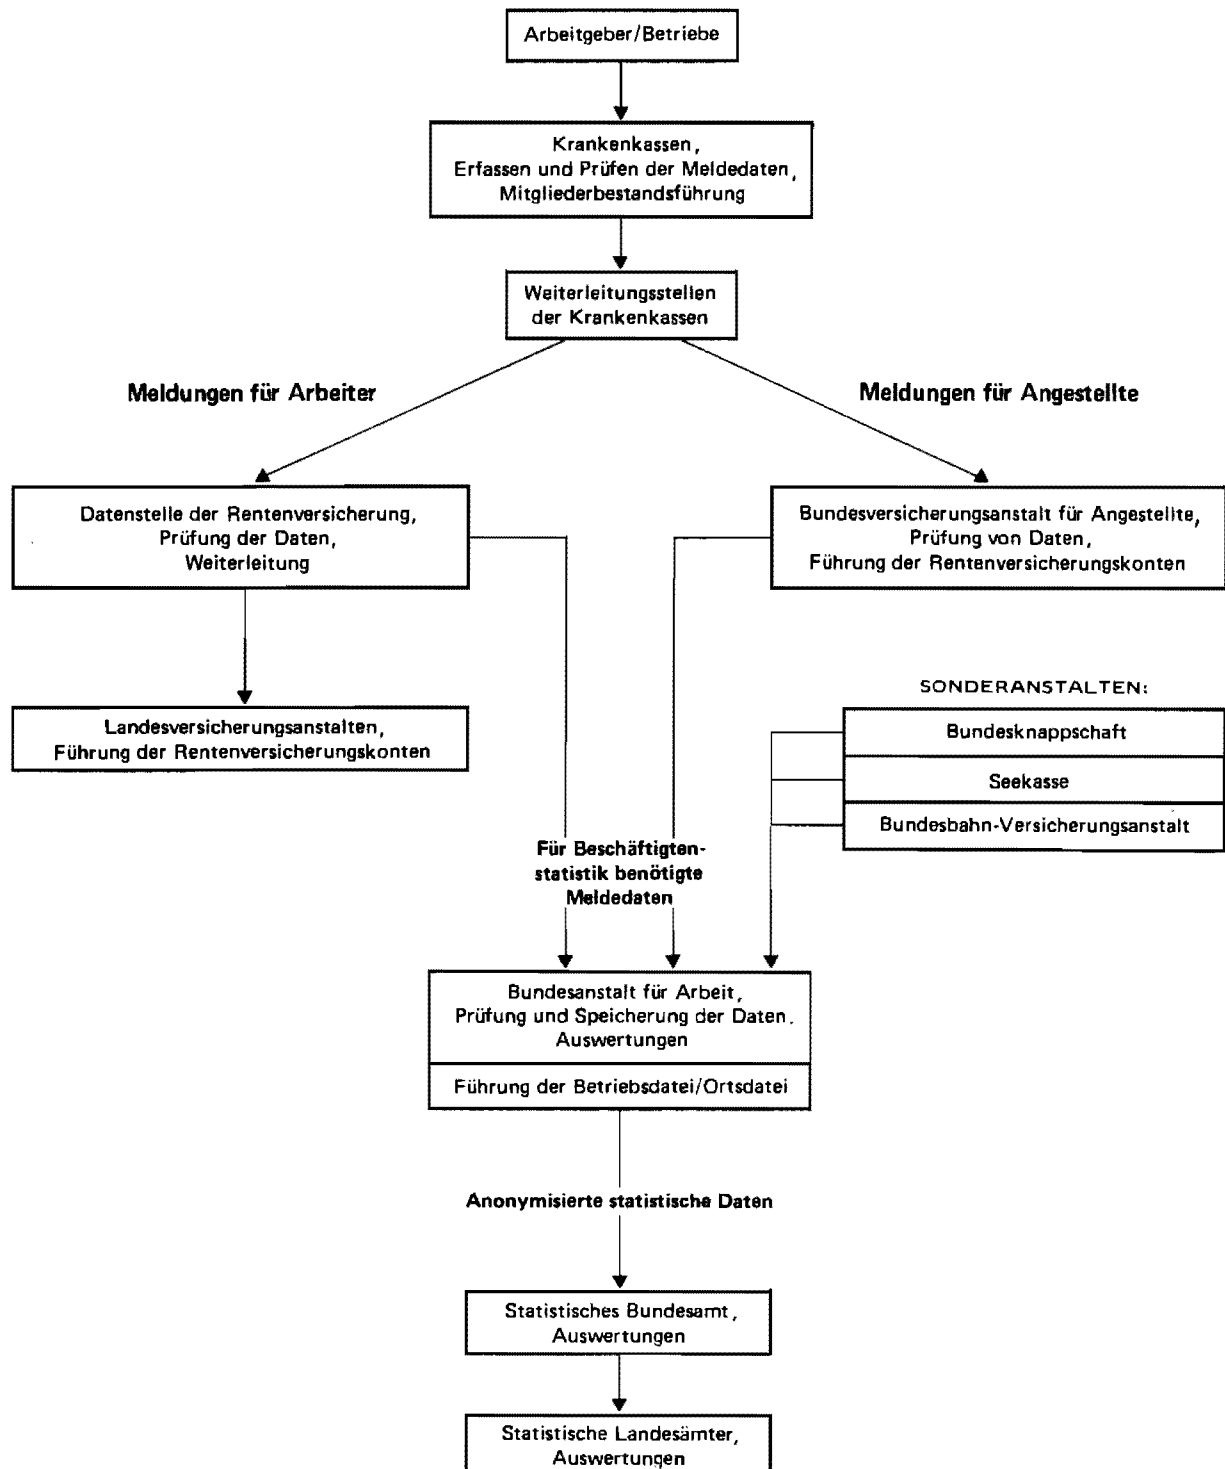 Arbeitgeber/Betriebe
Krankenkassen,
Erfassen und Prüfen der Meldedaten,
Mitgliederbestandsführung
Weiterleitungsstellen
der Krankenkassen
Meldungen für Arbeiter
Meldungen für Angestellte
Datenstelle der Rentenversicherung,
Prüfung der Daten,
Weiterleitung
Bundesversicherungsanstalt für Angestellte,
Prüfung von Daten,
Führung der Rentenversicherungskonten
Landesversicherungsanstalten,
Führung der Rentenversicherungskonten
SONDERANSTALTEN:
Bundesknappschaft
Seekasse
Bundesbahn-Versicherungsanstalt
Für Beschäftigten-
statistik benötigte
Meldedaten
Bundesanstalt für Arbeit,
Prüfung und Speicherung der Daten.
Auswertungen
Führung der Betriebsdatei/Ortsdatei
Anonymisierte statistische Daten
Statistisches Bundesamt,
Auswertungen
Statistische Landesämter,
Auswertungen